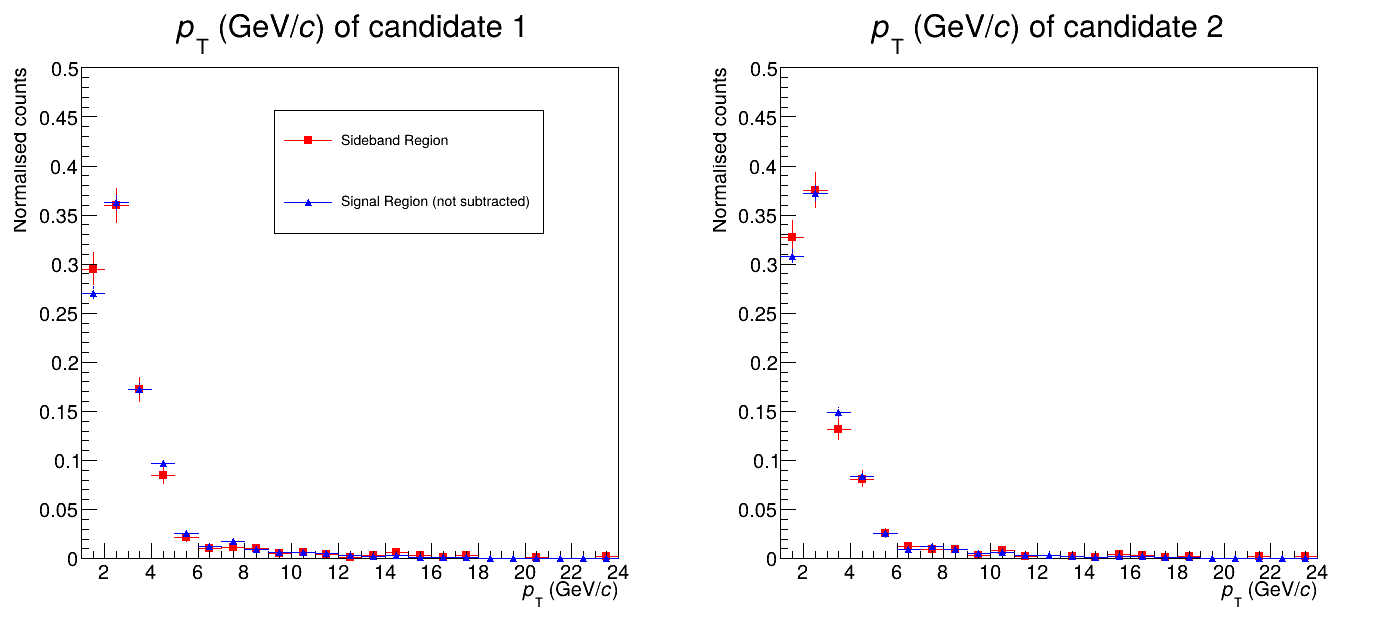 pT (GeV/c) of candidate 1
Normalised counts
0.5
0.45
0.4
0.35
0.3
0.25
0.2
0.15
0.1
0.05
0
Sideband Region
Signal Region (not subtracted)
2 4 6 8 10 12 14 16 18 20 22 24
pT (GeV/c)
pT (GeV/c) of candidate 2
Normalised counts
0.5
0.45
0.4
0.35
0.3
0.25
0.2
0.15
0.1
0.05
0
2 4 6 8 10 12 14 16 18 20 22 24
pT (GeV/c)